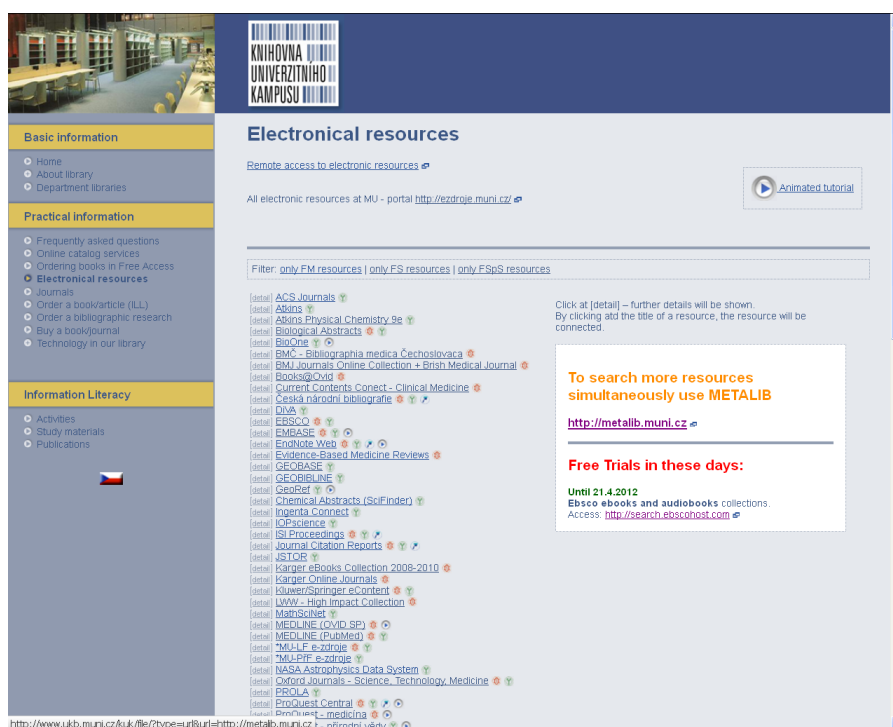 KNIHOVNA
UNIVERZITNÍHO
KAMPUSU
Basic information
Home
About library
Department libraries
Practical information
Frequently asked questions
Online catalog services
Ordering books in Free Access
Electronical resources
Journals
Order a book/article (ILL)
Order a bibliographic research
Buy a book/journal
Technology in our library
Information Literacy
Activities
Study materials
Publications
Electronical resources
Remote access to electronic resources
All electronic resources at MU - portal http://ezdroje.muni.cz/
Animated tutorial
Filter: only FM resources | only FS resources | only FSpS resources
[detail] ACS Journals
[detail] Atkins
[detail] Atkins Physical Chemistry 9e
[detail] Biological Abstracts
[detail] BioOne
[detail] BMČ - Bibliographia medica Čechoslovaca
[detail] BMJ Journals Online Collection + Brish Medical Journal
[detail] Books@Ovid
[detail] Current Contents Conect - Clinical Medicine
[detail] Česká národní bibliografie
[detail] DiVA
[detail] EBSCO
[detail] EMBASE
[detail] EndNote Web
[detail] Evidence-Based Medicine Reviews
[detail] GEOBASE
[detail] GEOBIBLINE
[detail] GeoRef
[detail] Chemical Abstracts (SciFinder)
[detail] Ingenta Connect
[detail] IOPscience
[detail] ISI Proceedings
[detail] Journal Citation Reports
[detail] JSTOR
[detail] Karger eBooks Collection 2008-2010
[detail] Karger Online Journals
[detail] Kluwer/Springer eContent
[detail] LWW - High Impact Collection
[detail] MathSciNet
[detail] MEDLINE (OVID SP)
[detail] MEDLINE (PubMed)
[detail] *MU-LF e-zdroje
[detail] *MU-PřF e-zdroje
[detail] NASA Astrophysics Data System
[detail] Oxford Journals - Science, Technology, Medicine
[detail] PROLA
[detail] ProQuest Central
[detail] ProQuest - medicína
t - přírodní vědy
Click at [detail] – further details will be shown.
By clicking atd the title of a resource, the resource will be
connected.
To search more resources
simultaneously use METALIB
http://metalib.muni.cz
Free Trials in these days:
Until 21.4.2012
Ebsco ebooks and audiobooks collections.
Access: http://search.ebscohost.com
http://www.ukb.muni.cz/kuk/file/?type=url&url=http://metalib.muni.cz